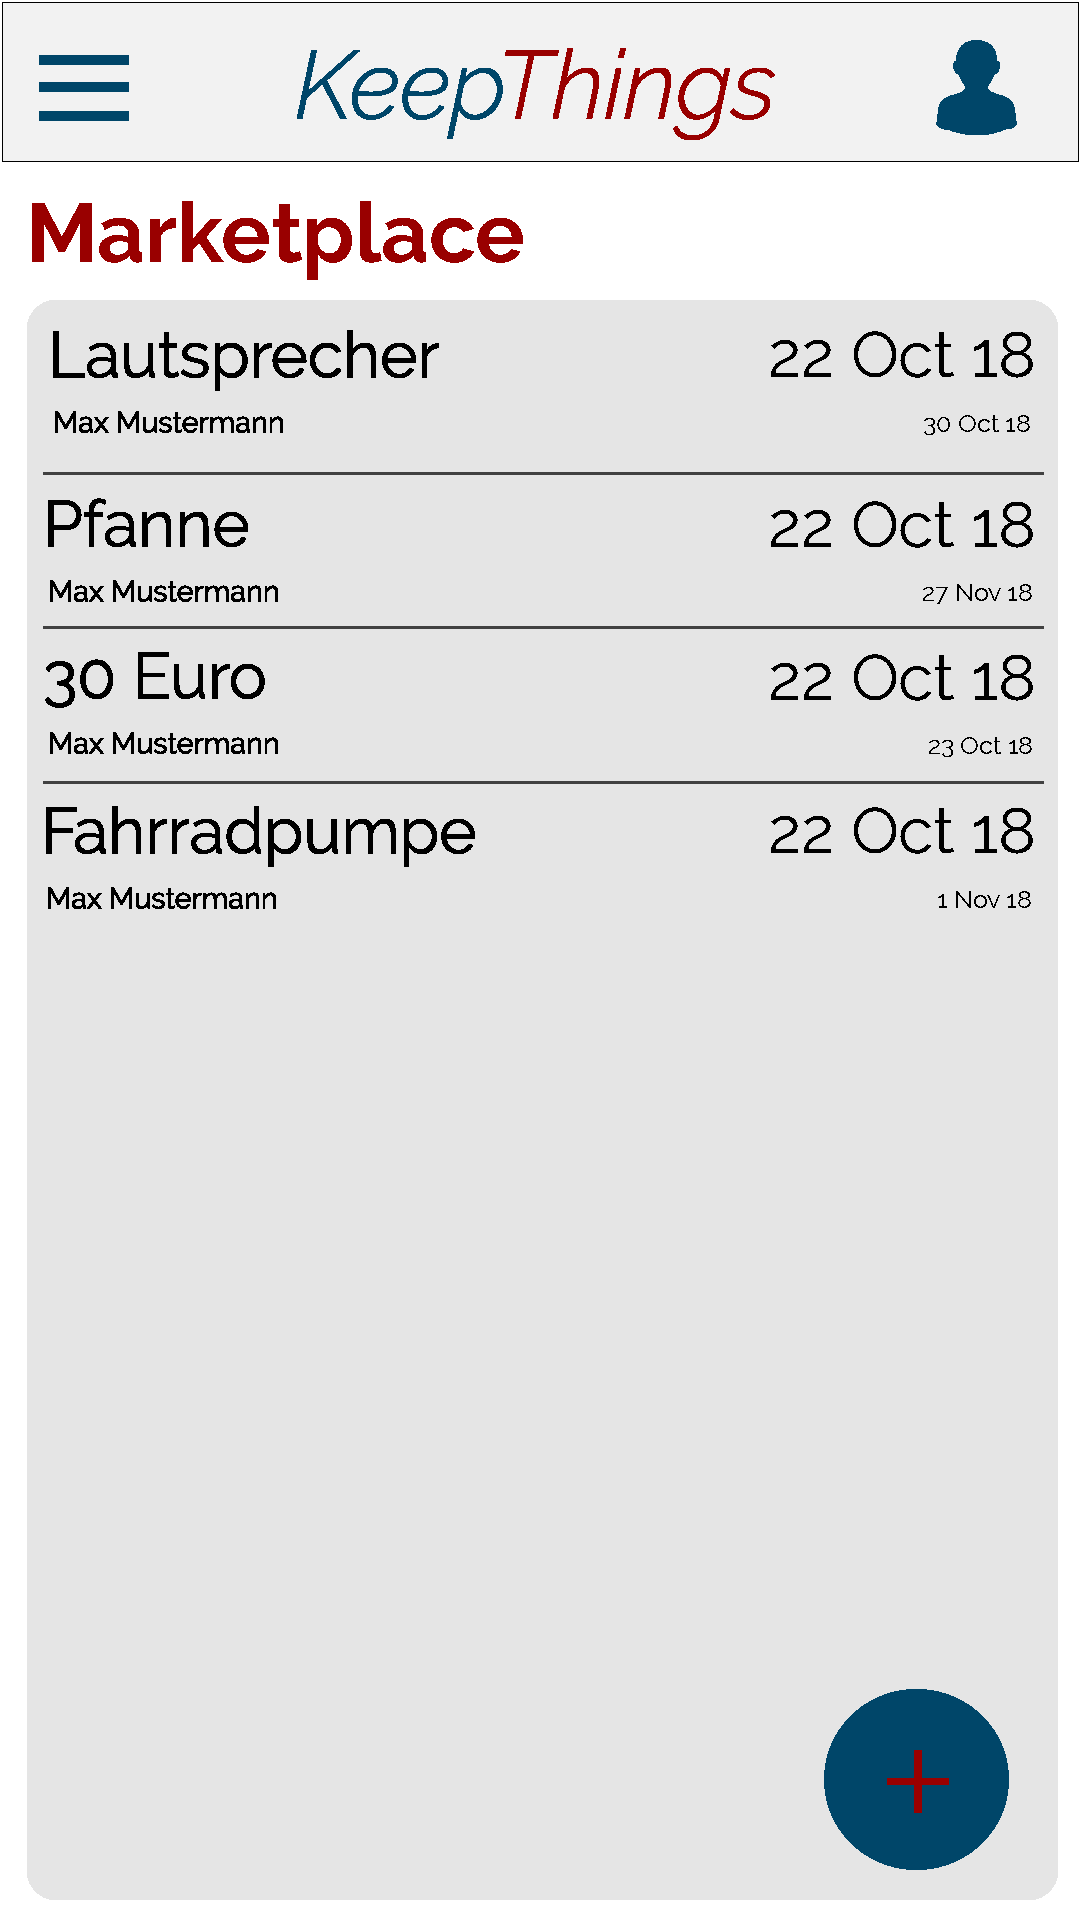 KeepThings
Marketplace
Lautsprecher 22 Oct 18
Max Mustermann 30 Oct 18
Pfanne 22 Oct 18
Max Mustermann 27 Nov 18
30 Euro 22 Oct 18
Max Mustermann 23 Oct 18
Fahrradpumpe 22 Oct 18
Max Mustermann 1 Nov 18
+